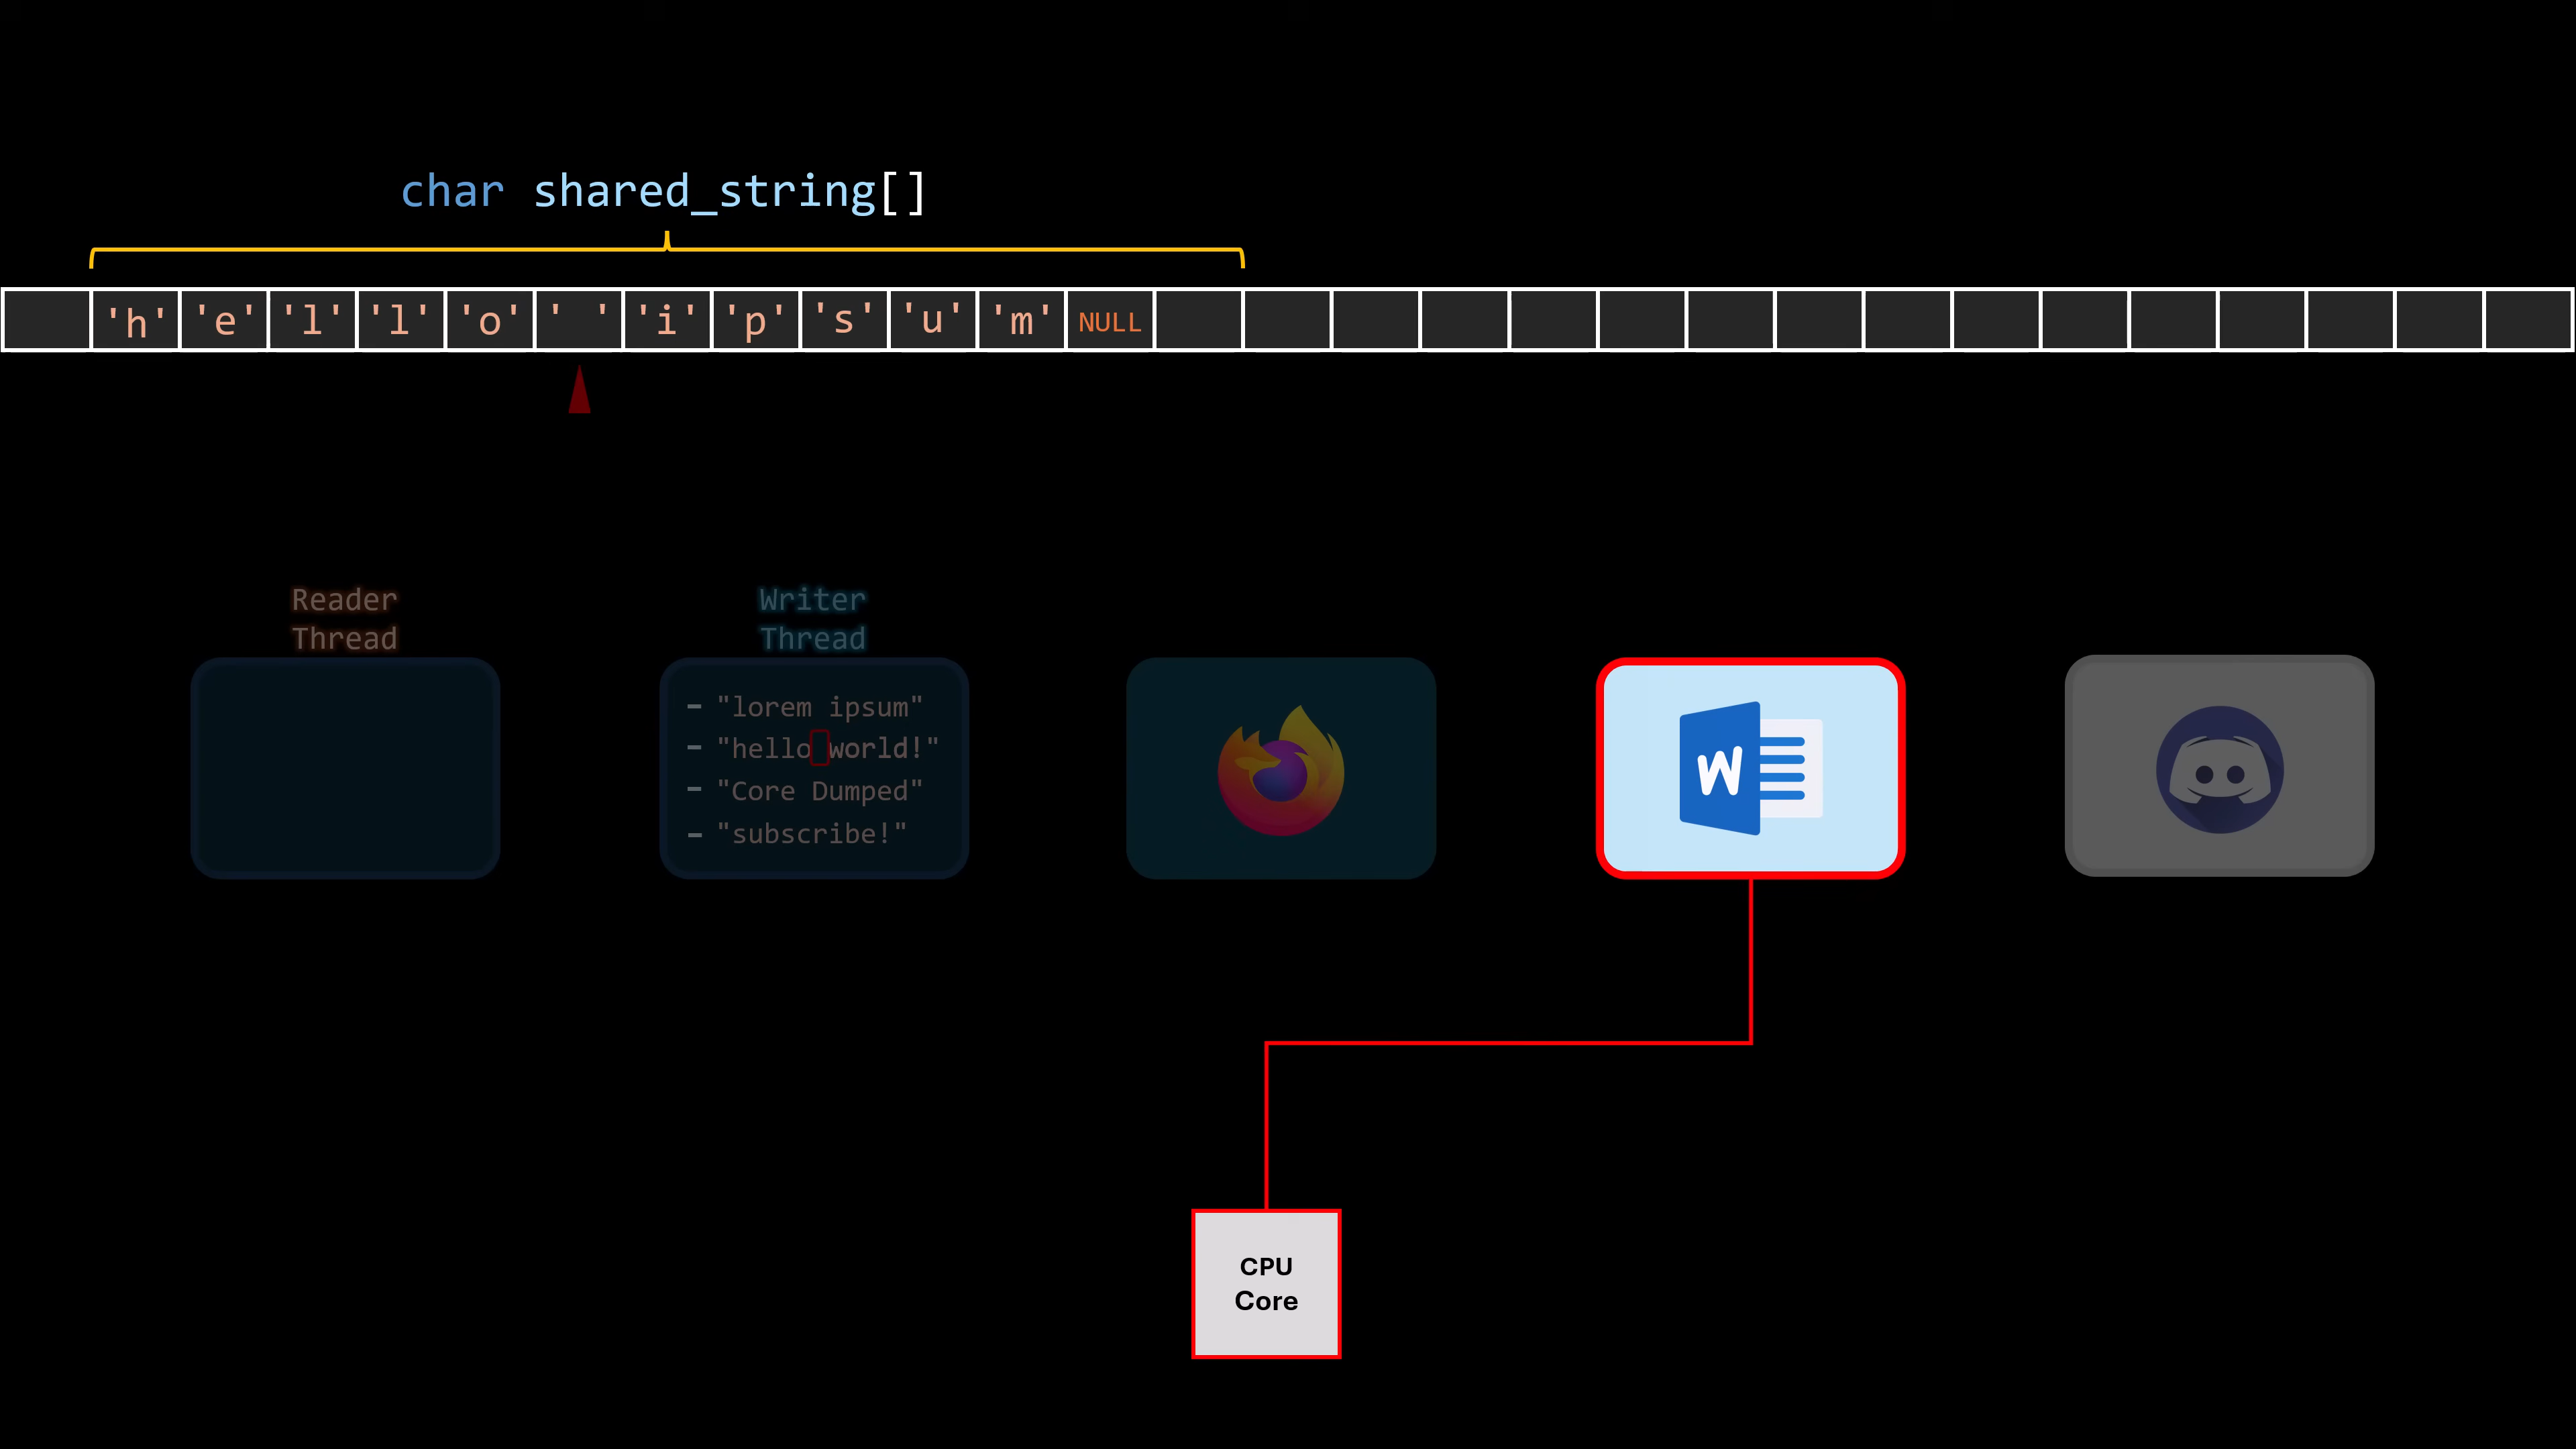 char shared_string[]
'h' 'e' 'l' 'l' 'o' ' ' 'i' 'p' 's' 'u' 'm' NULL
Reader
Thread
Writer
Thread
- "lorem ipsum"
- "hello world!"
- "Core Dumped"
- "subscribe!"
W
CPU
Core